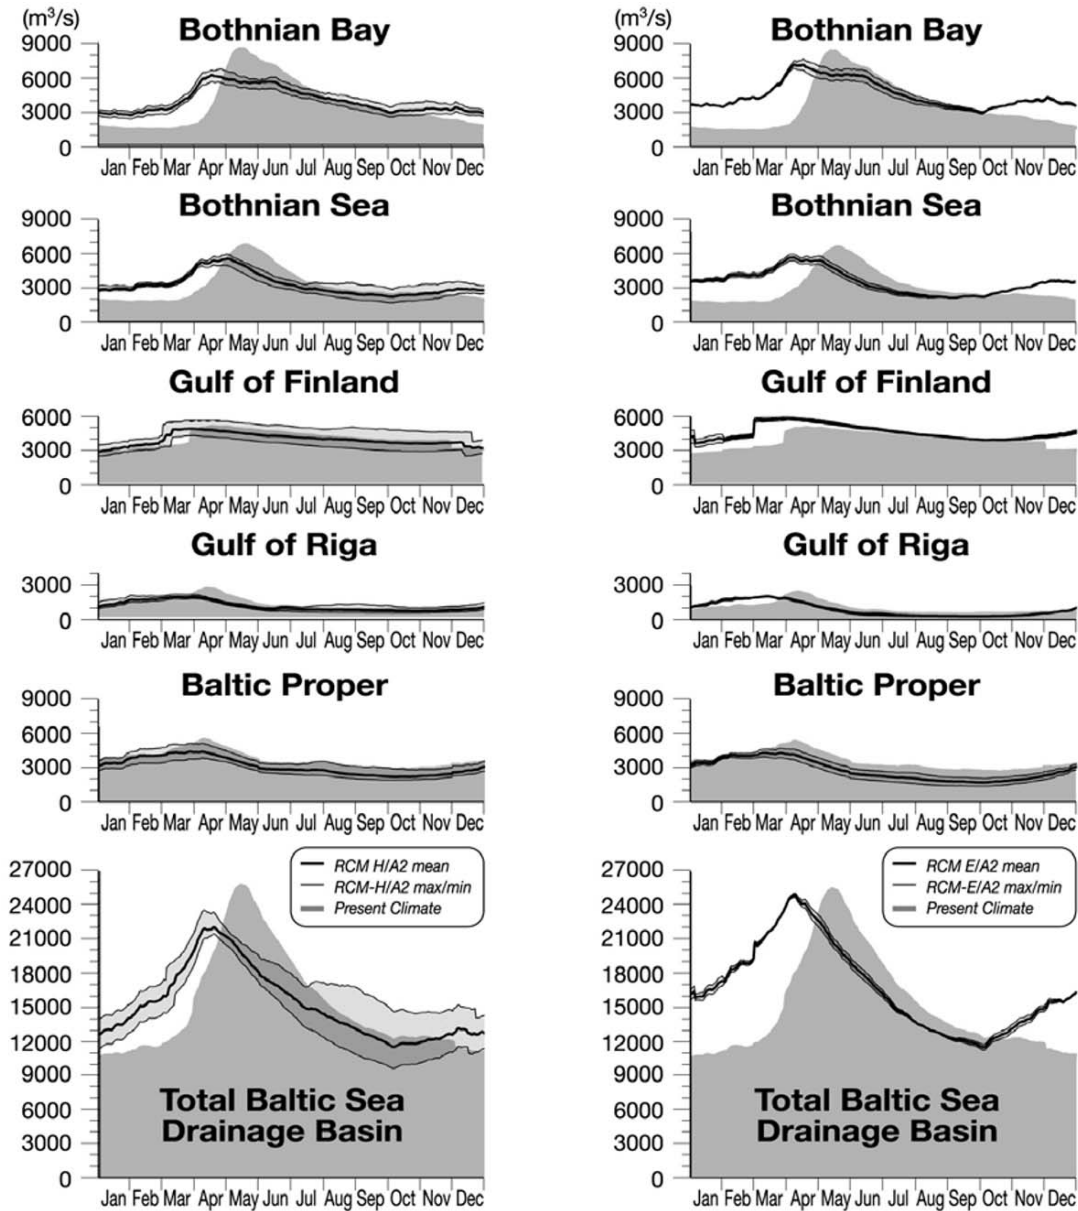 (m³/s)
Bothnian Bay
9000
6000
3000
0
Jan Feb Mar Apr May Jun Jul Aug Sep Oct Nov Dec
Bothnian Sea
9000
6000
3000
0
Jan Feb Mar Apr May Jun Jul Aug Sep Oct Nov Dec
Gulf of Finland
6000
3000
0
Jan Feb Mar Apr May Jun Jul Aug Sep Oct Nov Dec
Gulf of Riga
3000
0
Jan Feb Mar Apr May Jun Jul Aug Sep Oct Nov Dec
Baltic Proper
9000
6000
3000
0
Jan Feb Mar Apr May Jun Jul Aug Sep Oct Nov Dec
27000
24000
21000
18000
15000
12000
9000
6000
3000
0
RCM H/A2 mean
RCM-H/A2 max/min
Present Climate
Total Baltic Sea
Drainage Basin
Jan Feb Mar Apr May Jun Jul Aug Sep Oct Nov Dec
(m³/s)
Bothnian Bay
9000
6000
3000
0
Jan Feb Mar Apr May Jun Jul Aug Sep Oct Nov Dec
Bothnian Sea
9000
6000
3000
0
Jan Feb Mar Apr May Jun Jul Aug Sep Oct Nov Dec
Gulf of Finland
6000
3000
0
Jan Feb Mar Apr May Jun Jul Aug Sep Oct Nov Dec
Gulf of Riga
3000
0
Jan Feb Mar Apr May Jun Jul Aug Sep Oct Nov Dec
Baltic Proper
9000
6000
3000
0
Jan Feb Mar Apr May Jun Jul Aug Sep Oct Nov Dec
27000
24000
21000
18000
15000
12000
9000
6000
3000
0
RCM E/A2 mean
RCM-E/A2 max/min
Present Climate
Total Baltic Sea
Drainage Basin
Jan Feb Mar Apr May Jun Jul Aug Sep Oct Nov Dec